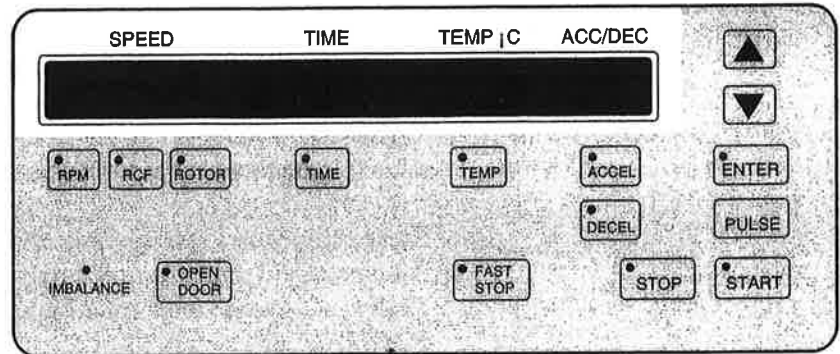 SPEED TIME TEMP ¡C ACC/DEC
RPM RCF ROTOR TIME TEMP ACCEL ENTER
DECEL PULSE
IMBALANCE OPEN DOOR FAST STOP STOP START